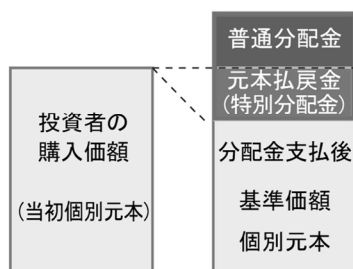 投資者の
購入価額
(当初個別元本)
普通分配金
元本払戻金
(特別分配金)
分配金支払後
基準価額
個別元本